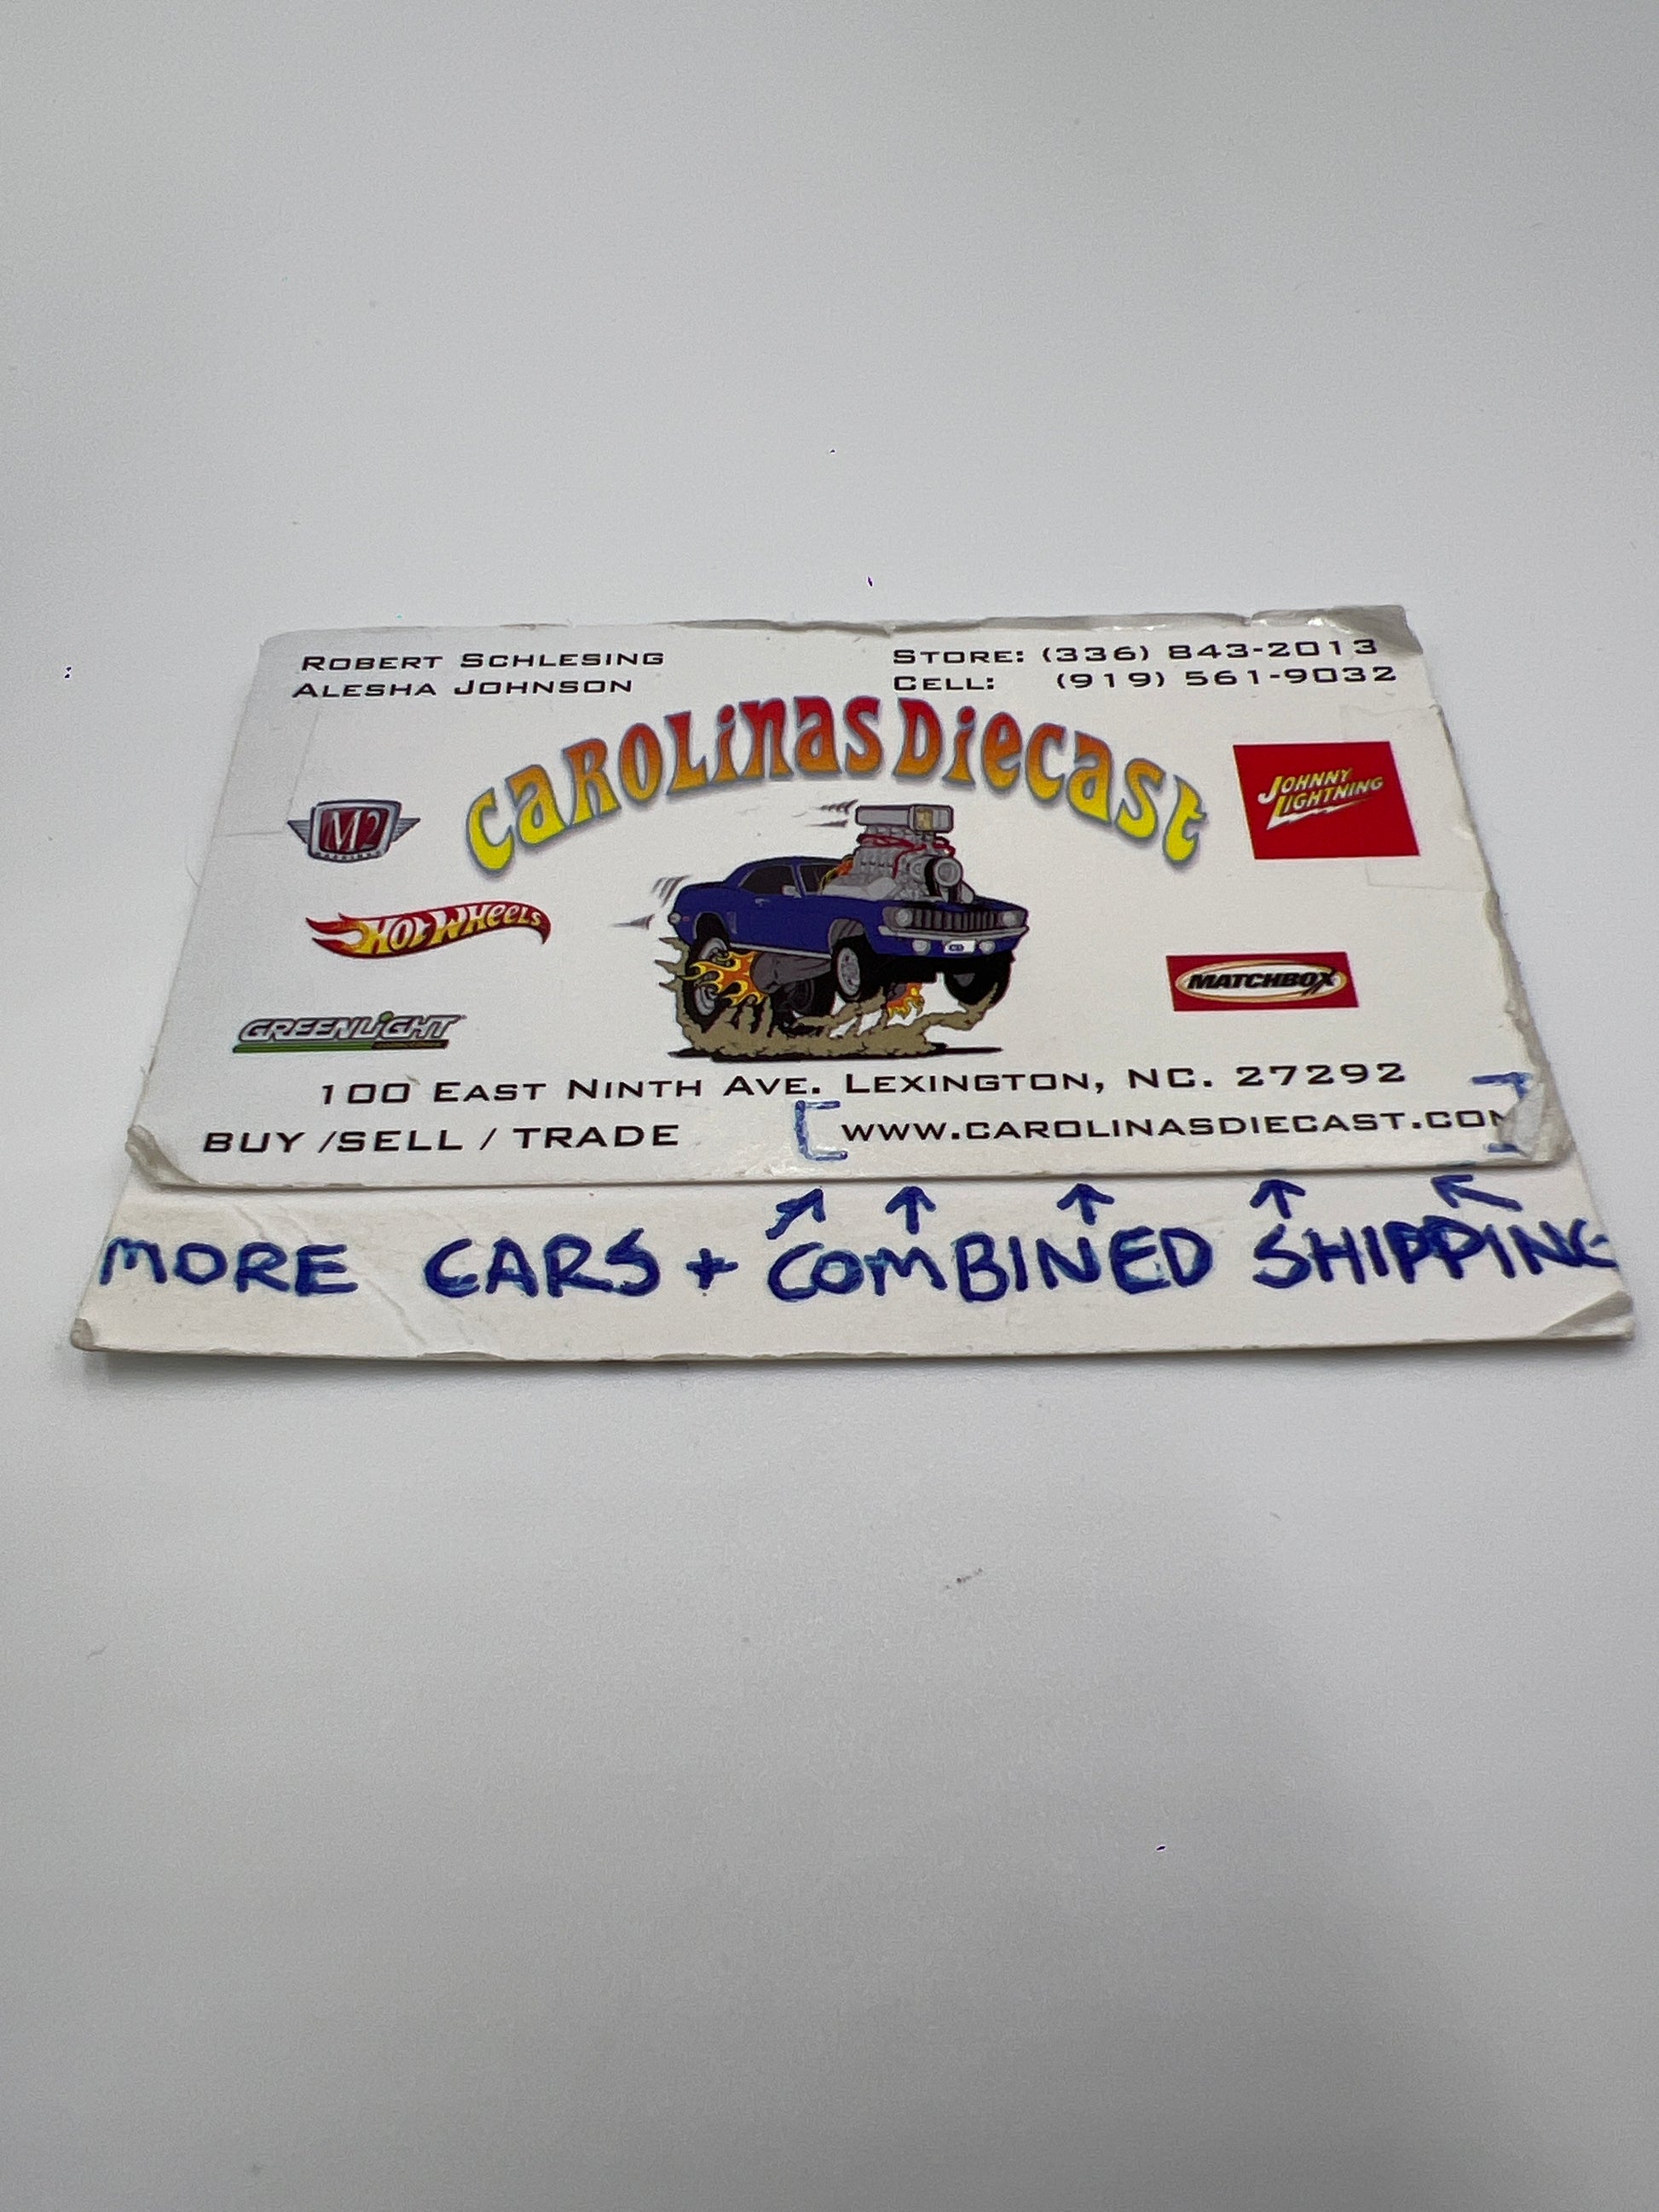 ROBERT SCHLESING
ALESHA JOHNSON
STORE: (336) 843-2013
CELL: (919) 561-9032
CAROLINAS DIECAST
M2
JOHNNY LIGHTNING
HOT WHEELS
MATCHBOX
GREENLIGHT
100 EAST NINTH AVE. LEXINGTON, NC. 27292
BUY /SELL / TRADE
[WWW.CAROLINASDIECAST.COM]
MORE CARS + COMBINED SHIPPING